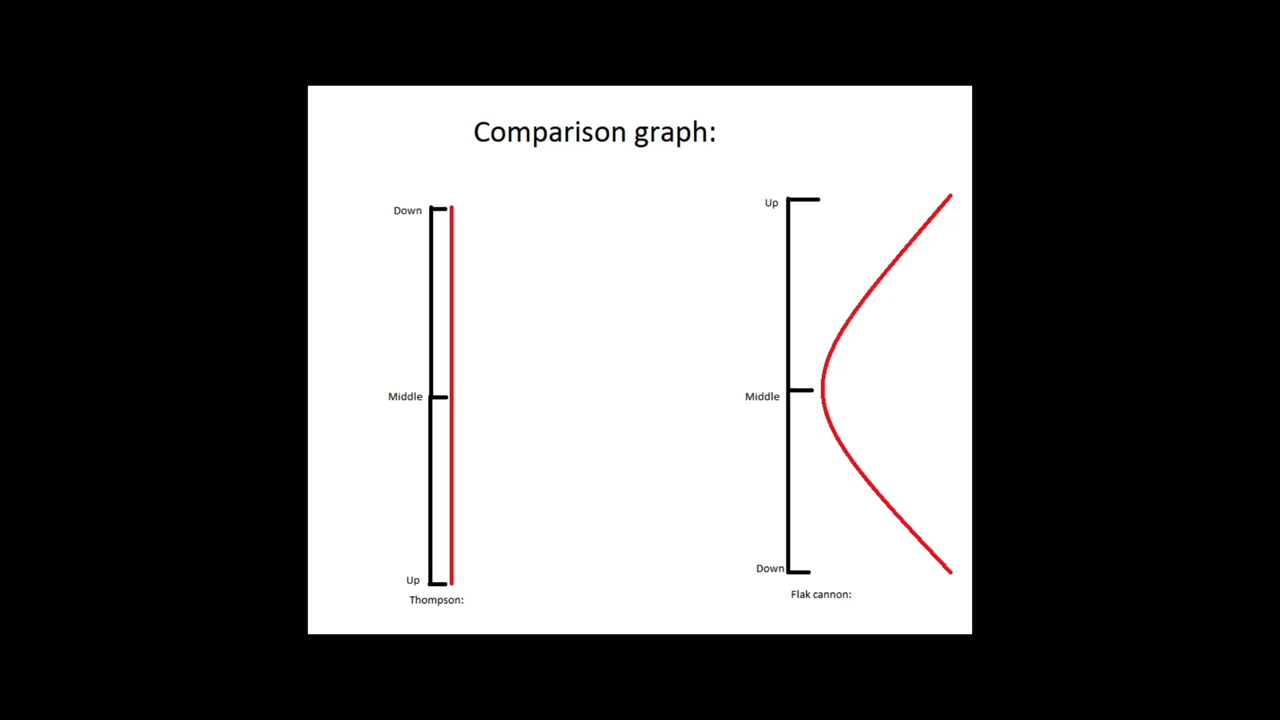 Comparison graph:
Down
Middle
Up
Thompson:
Up
Middle
Down
Flak cannon: